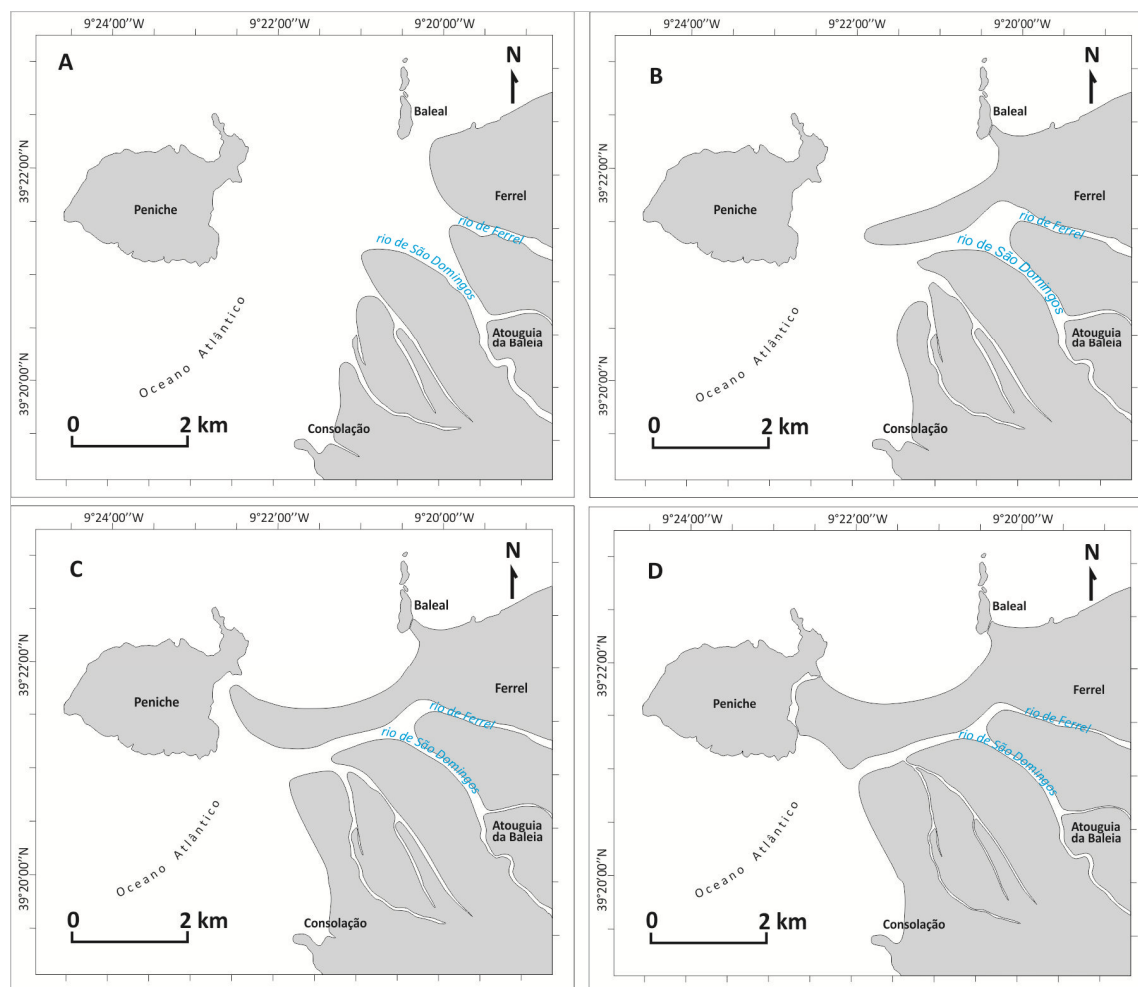 9°24'00''W 9°22'00''W 9°20'00''W
A
N
Baleal
39°22'00''N
Peniche
Ferrel
rio de Ferrel
rio de São Domingos
Oceano Atlântico
Atouguia
da Baleia
39°20'00''N
0 2 km
Consolação
9°24'00''W 9°22'00''W 9°20'00''W
B
N
Baleal
39°22'00''N
Peniche
Ferrel
rio de Ferrel
rio de São Domingos
Oceano Atlântico
Atouguia
da Baleia
39°20'00''N
0 2 km
Consolação
9°24'00''W 9°22'00''W 9°20'00''W
C
N
Baleal
39°22'00''N
Peniche
Ferrel
rio de Ferrel
rio de São Domingos
Oceano Atlântico
Atouguia
da Baleia
39°20'00''N
0 2 km
Consolação
9°24'00''W 9°22'00''W 9°20'00''W
D
N
Baleal
39°22'00''N
Peniche
Ferrel
rio de Ferrel
rio de São Domingos
Oceano Atlântico
Atouguia
da Baleia
39°20'00''N
0 2 km
Consolação